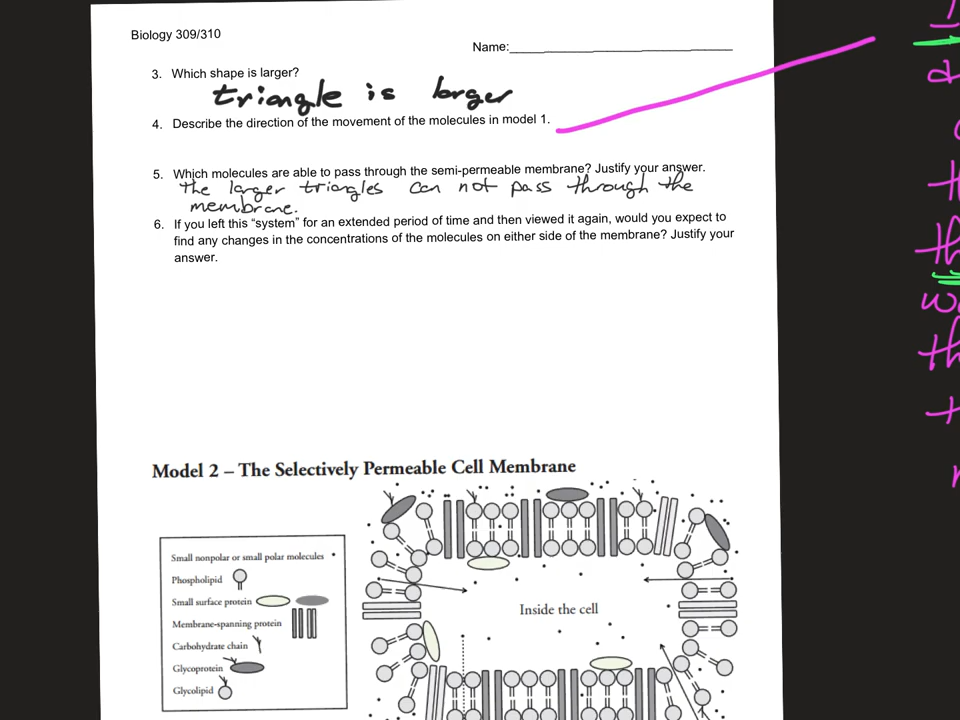 Biology 309/310
Name:
3. Which shape is larger?
triangle is larger
4. Describe the direction of the movement of the molecules in model 1.
5. Which molecules are able to pass through the semi-permeable membrane? Justify your answer.
The larger triangles can not pass through the
membrane.
6. If you left this "system" for an extended period of time and then viewed it again, would you expect to
find any changes in the concentrations of the molecules on either side of the membrane? Justify your
answer.
Model 2 – The Selectively Permeable Cell Membrane
Small nonpolar or small polar molecules
Phospholipid
Small surface protein
Membrane-spanning protein
Carbohydrate chain
Glycoprotein
Glycolipid
Inside the cell